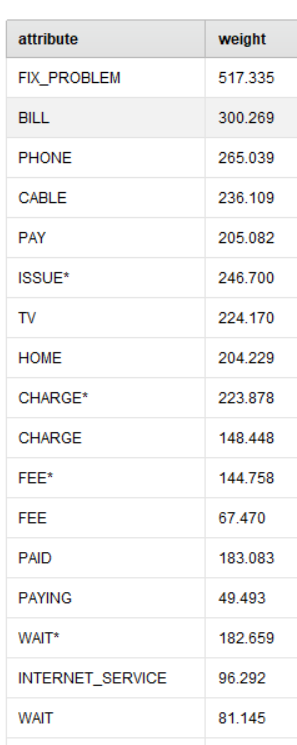 attribute weight
FIX_PROBLEM 517.335
BILL 300.269
PHONE 265.039
CABLE 236.109
PAY 205.082
ISSUE* 246.700
TV 224.170
HOME 204.229
CHARGE* 223.878
CHARGE 148.448
FEE* 144.758
FEE 67.470
PAID 183.083
PAYING 49.493
WAIT* 182.659
INTERNET_SERVICE 96.292
WAIT 81.145